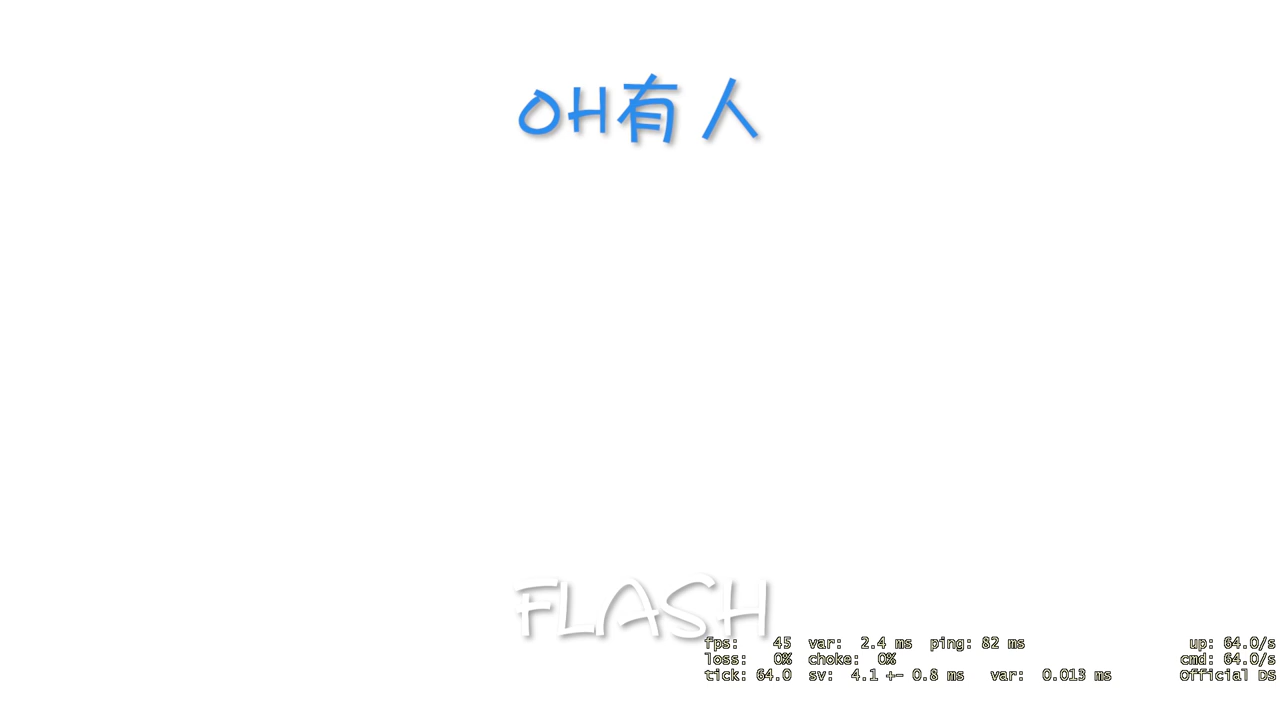 OH有人
FLASH
fps: 45 var: 2.4 ms ping: 82 ms up: 64.0/s
loss: 0% choke: 0% cmd: 64.0/s
tick: 64.0 sv: 4.1 +- 0.8 ms var: 0.013 ms Official DS